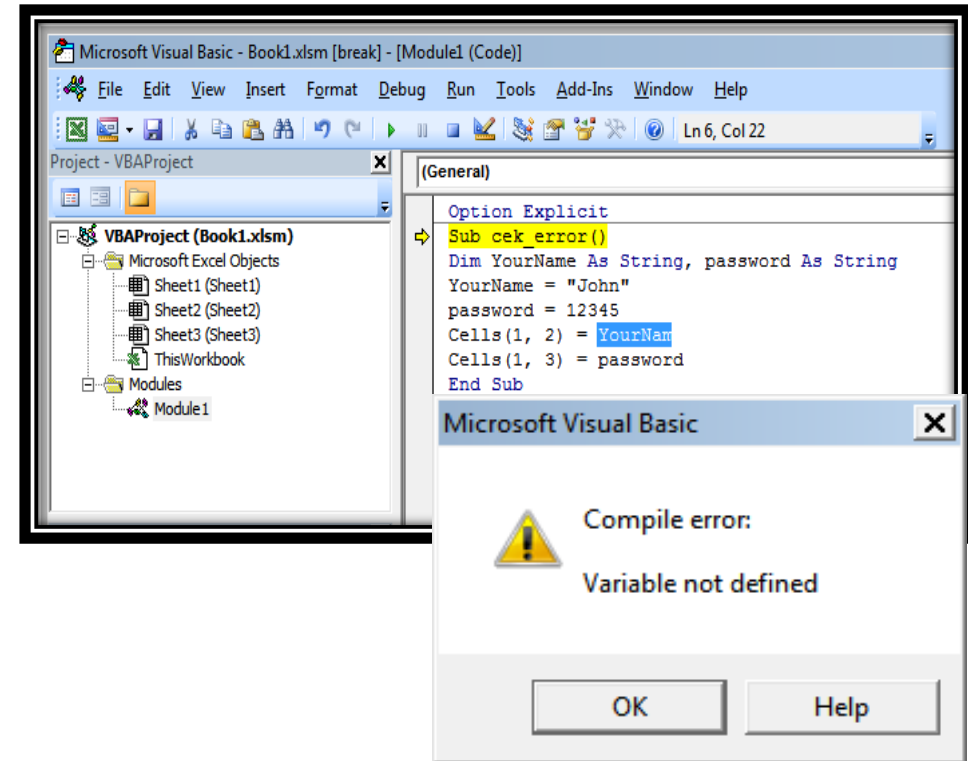 Microsoft Visual Basic - Book1.xlsm [break] - [Module1 (Code)]
File Edit View Insert Format Debug Run Tools Add-Ins Window Help
Ln 6, Col 22
Project - VBAProject
(General)
VBAProject (Book1.xlsm)
Microsoft Excel Objects
Sheet1 (Sheet1)
Sheet2 (Sheet2)
Sheet3 (Sheet3)
ThisWorkbook
Modules
Module1
Option Explicit
Sub cek_error()
Dim YourName As String, password As String
YourName = "John"
password = 12345
Cells(1, 2) = YourNam
Cells(1, 3) = password
End Sub
Microsoft Visual Basic
Compile error:
Variable not defined
OK Help